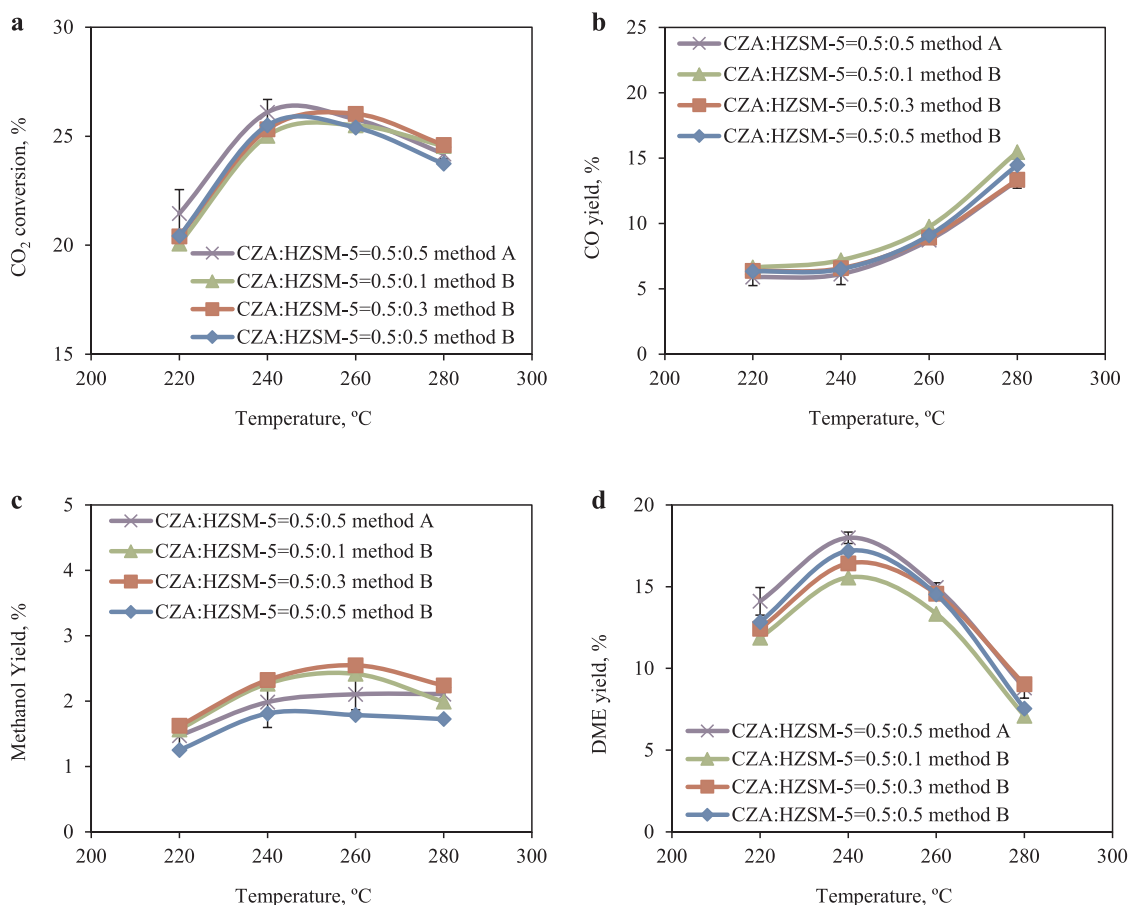 a
CO₂ conversion, %
30
25
20
15
200 220 240 260 280 300
Temperature, ºC
CZA:HZSM-5=0.5:0.5 method A
CZA:HZSM-5=0.5:0.1 method B
CZA:HZSM-5=0.5:0.3 method B
CZA:HZSM-5=0.5:0.5 method B
b
CO yield, %
25
20
15
10
5
0
200 220 240 260 280 300
Temperature, ºC
CZA:HZSM-5=0.5:0.5 method A
CZA:HZSM-5=0.5:0.1 method B
CZA:HZSM-5=0.5:0.3 method B
CZA:HZSM-5=0.5:0.5 method B
c
Methanol Yield, %
5
4
3
2
1
0
200 220 240 260 280 300
Temperature, ºC
CZA:HZSM-5=0.5:0.5 method A
CZA:HZSM-5=0.5:0.1 method B
CZA:HZSM-5=0.5:0.3 method B
CZA:HZSM-5=0.5:0.5 method B
d
DME yield, %
20
15
10
5
0
200 220 240 260 280 300
Temperature, ºC
CZA:HZSM-5=0.5:0.5 method A
CZA:HZSM-5=0.5:0.1 method B
CZA:HZSM-5=0.5:0.3 method B
CZA:HZSM-5=0.5:0.5 method B